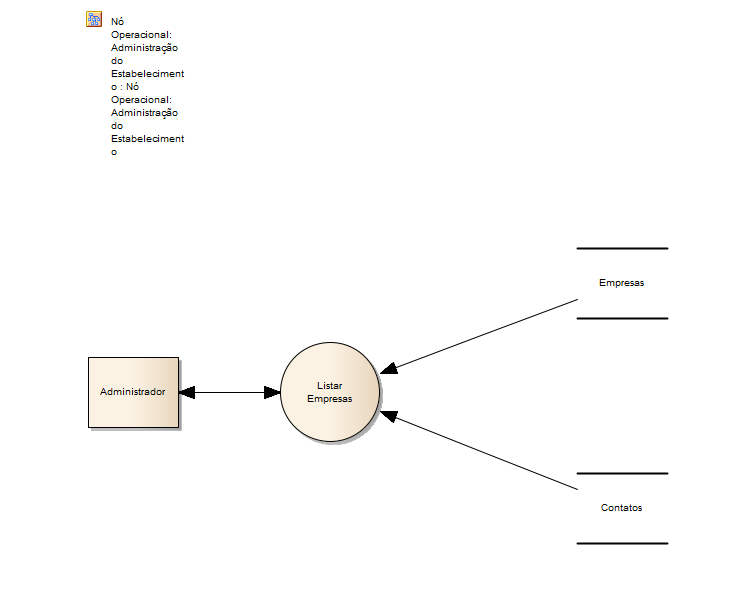 Nó
Operacional:
Administração
do
Estabeleciment
o : Nó
Operacional:
Administração
do
Estabeleciment
o
Empresas
Administrador
Listar
Empresas
Contatos